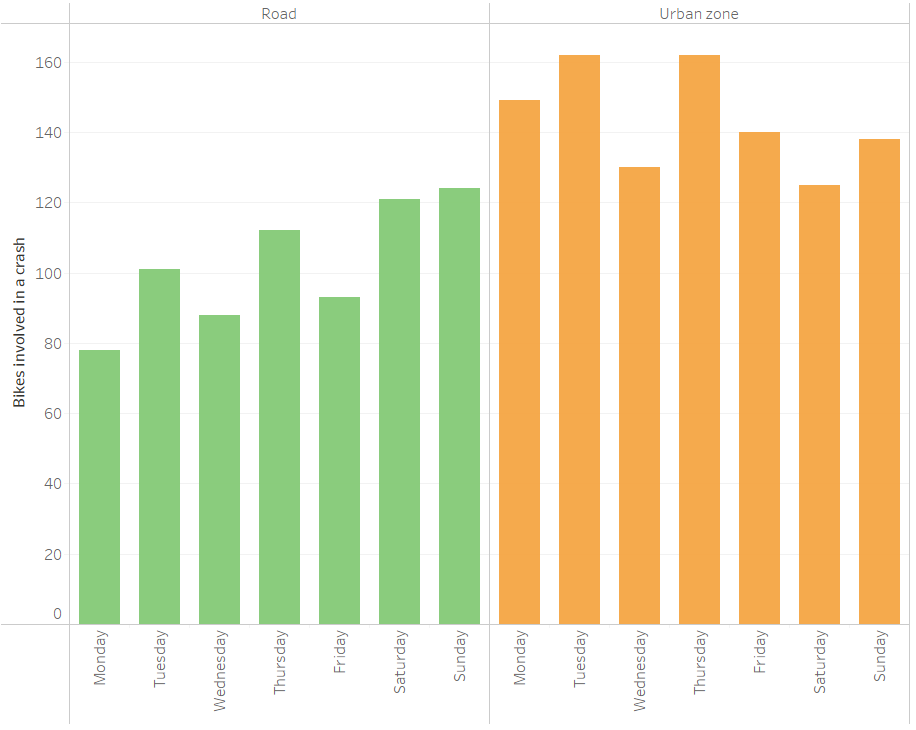 Road
Urban zone
Bikes involved in a crash
160
140
120
100
80
60
40
20
0
Monday
Tuesday
Wednesday
Thursday
Friday
Saturday
Sunday
Monday
Tuesday
Wednesday
Thursday
Friday
Saturday
Sunday